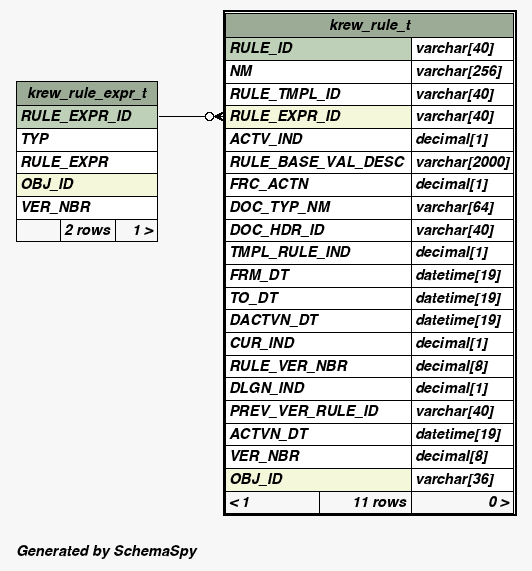 krew_rule_expr_t
RULE_EXPR_ID
TYP
RULE_EXPR
OBJ_ID
VER_NBR
2 rows 1 >
krew_rule_t
RULE_ID varchar[40]
NM varchar[256]
RULE_TMPL_ID varchar[40]
RULE_EXPR_ID varchar[40]
ACTV_IND decimal[1]
RULE_BASE_VAL_DESC varchar[2000]
FRC_ACTN decimal[1]
DOC_TYP_NM varchar[64]
DOC_HDR_ID varchar[40]
TMPL_RULE_IND decimal[1]
FRM_DT datetime[19]
TO_DT datetime[19]
DACTVN_DT datetime[19]
CUR_IND decimal[1]
RULE_VER_NBR decimal[8]
DLGN_IND decimal[1]
PREV_VER_RULE_ID varchar[40]
ACTVN_DT datetime[19]
VER_NBR decimal[8]
OBJ_ID varchar[36]
< 1 11 rows 0 >
Generated by SchemaSpy